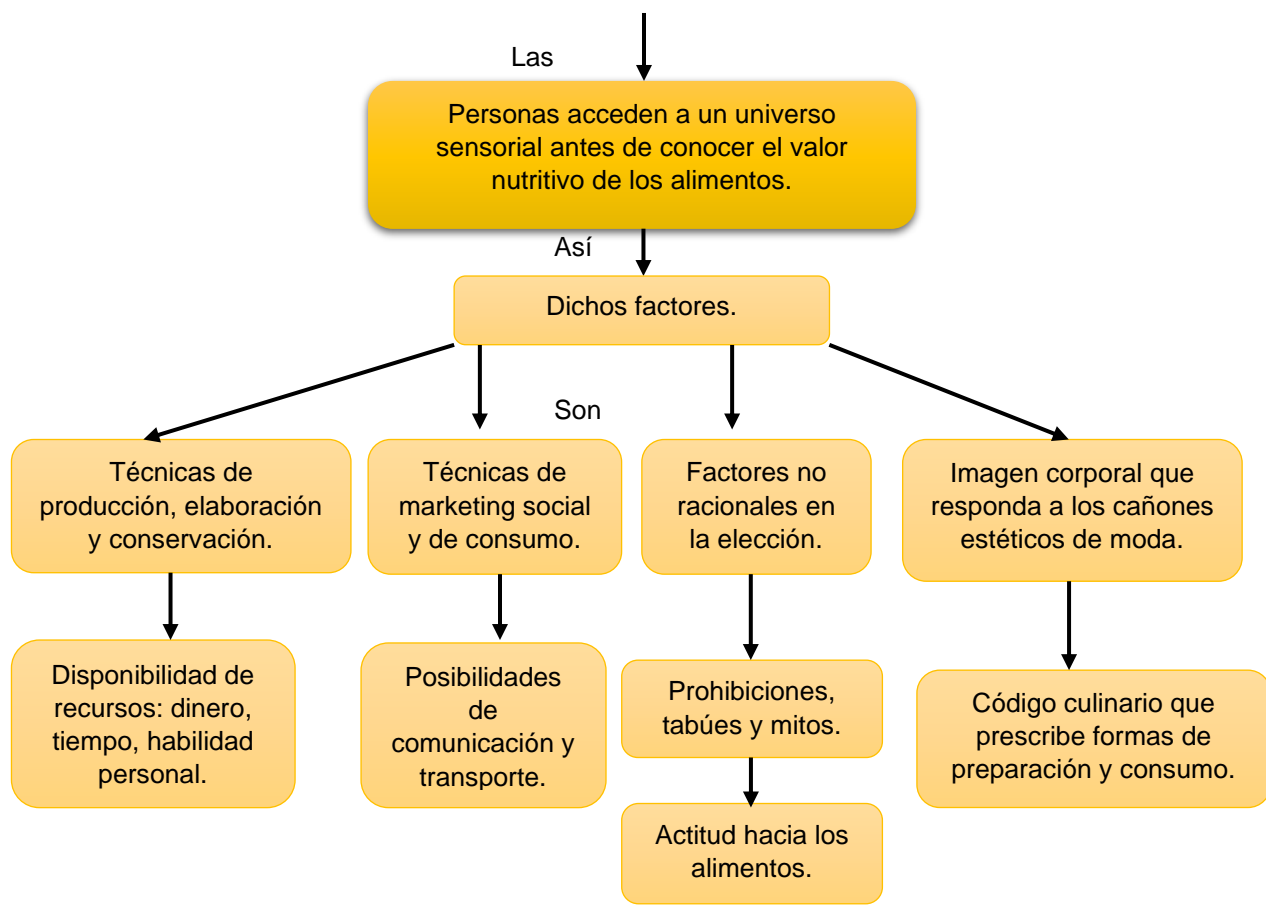 Las
Personas acceden a un universo
sensorial antes de conocer el valor
nutritivo de los alimentos.
Así
Dichos factores.
Son
Técnicas de
producción, elaboración
y conservación.
Técnicas de
marketing social
y de consumo.
Factores no
racionales en
la elección.
Imagen corporal que
responda a los cañones
estéticos de moda.
Disponibilidad de
recursos: dinero,
tiempo, habilidad
personal.
Posibilidades
de
comunicación y
transporte.
Prohibiciones,
tabúes y mitos.
Código culinario que
prescribe formas de
preparación y consumo.
Actitud hacia los
alimentos.